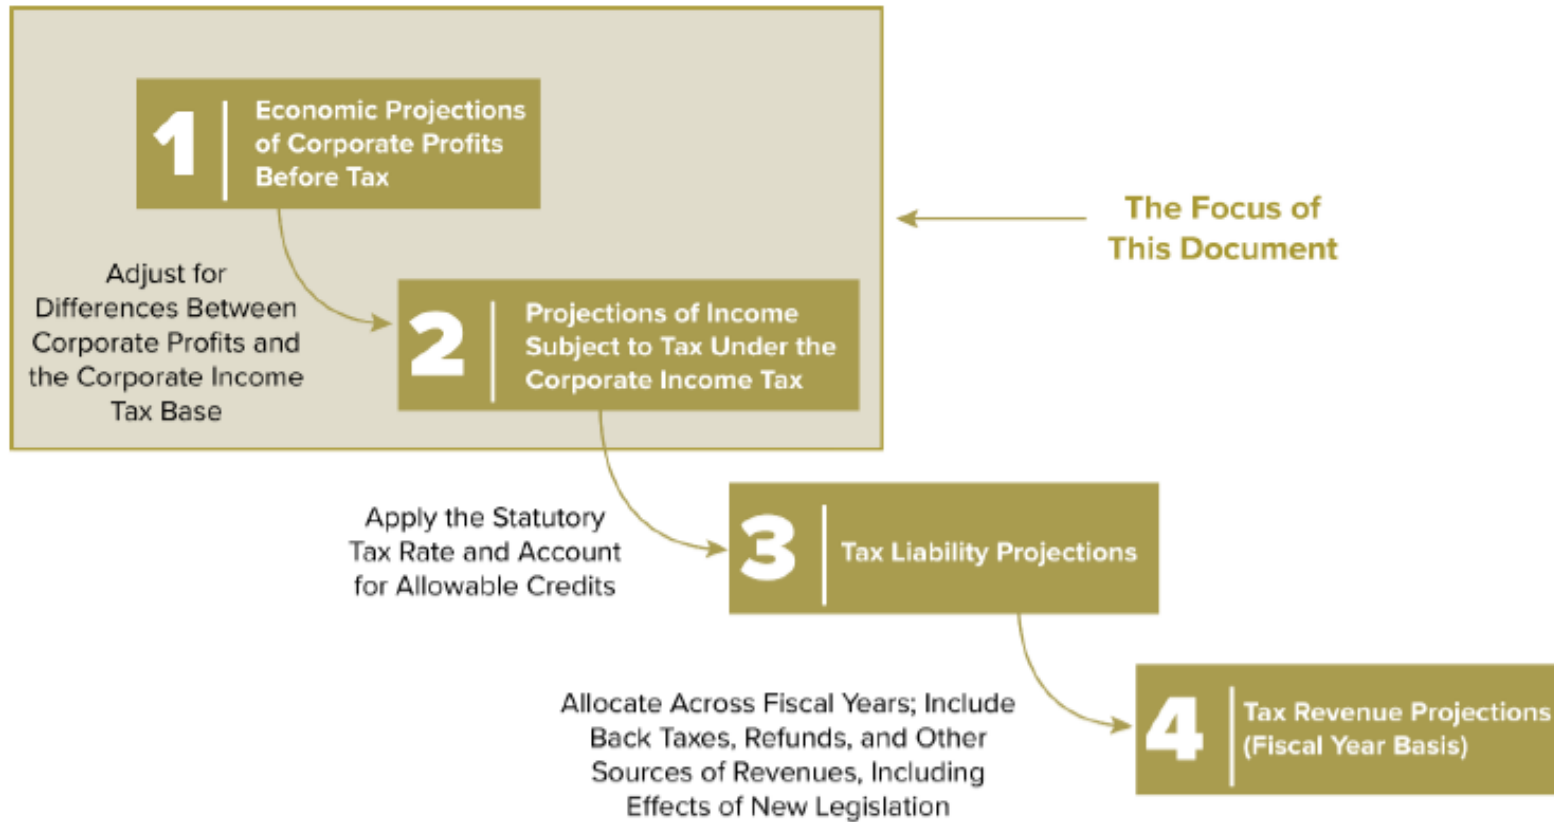 1
Economic Projections
of Corporate Profits
Before Tax
The Focus of
This Document
Adjust for
Differences Between
Corporate Profits and
the Corporate Income
Tax Base
2
Projections of Income
Subject to Tax Under the
Corporate Income Tax
Apply the Statutory
Tax Rate and Account
for Allowable Credits
3
Tax Liability Projections
Allocate Across Fiscal Years; Include
Back Taxes, Refunds, and Other
Sources of Revenues, Including
Effects of New Legislation
4
Tax Revenue Projections
(Fiscal Year Basis)